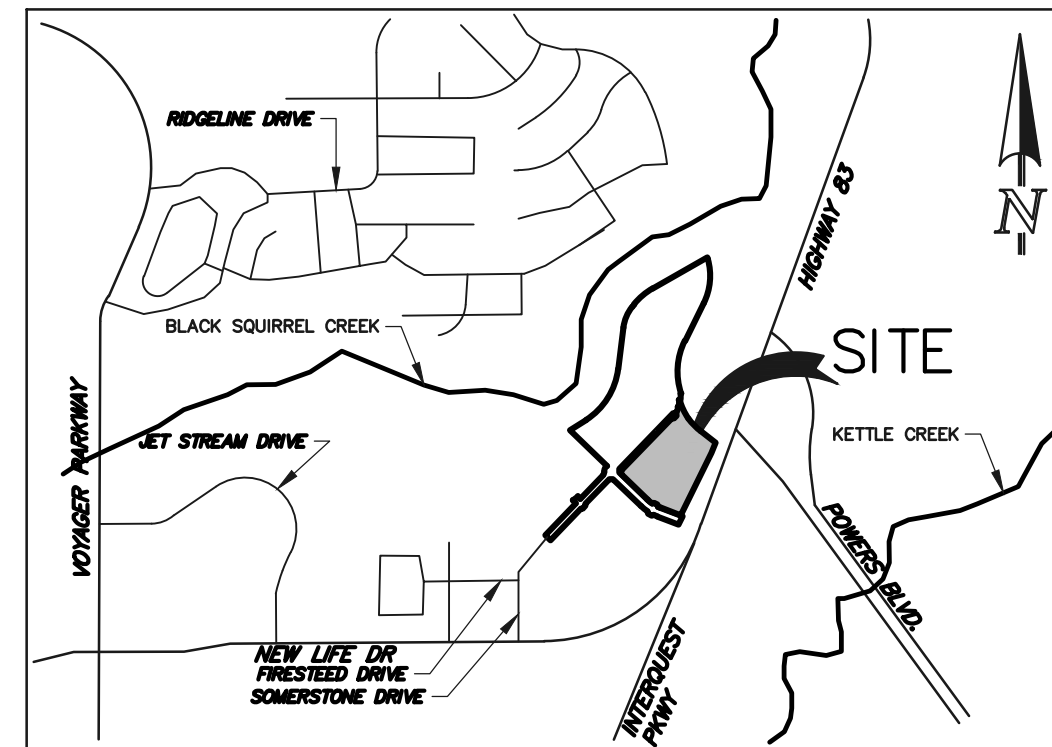 RIDGELINE DRIVE
HIGHWAY 83
N
BLACK SQUIRREL CREEK
SITE
VOYAGER PARKWAY
JET STREAM DRIVE
KETTLE CREEK
POWERS BLVD.
NEW LIFE DR
FIRESTEED DRIVE
SOMERSTONE DRIVE
INTERQUEST
PKWY